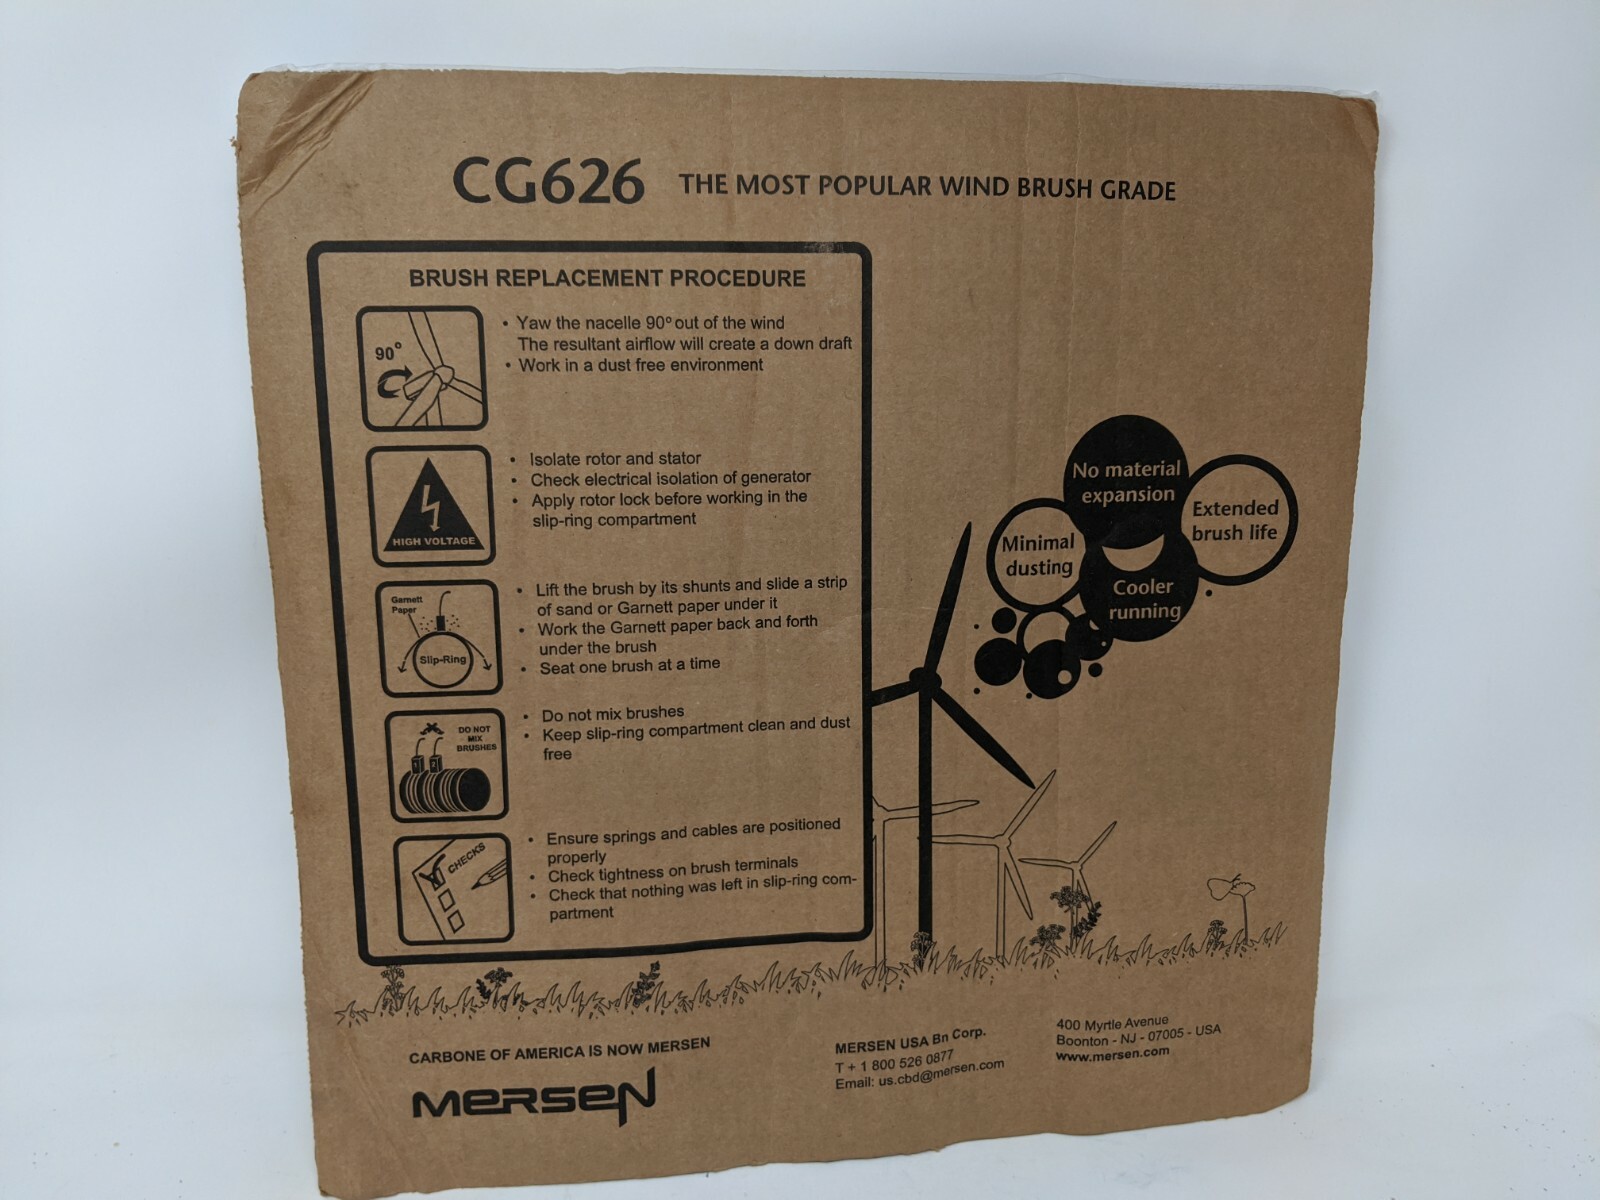 CG626 THE MOST POPULAR WIND BRUSH GRADE
BRUSH REPLACEMENT PROCEDURE
90°
• Yaw the nacelle 90º out of the wind
The resultant airflow will create a down draft
• Work in a dust free environment
HIGH VOLTAGE
• Isolate rotor and stator
• Check electrical isolation of generator
• Apply rotor lock before working in the
slip-ring compartment
Garnett
Paper
Slip-Ring
• Lift the brush by its shunts and slide a strip
of sand or Garnett paper under it
• Work the Garnett paper back and forth
under the brush
• Seat one brush at a time
DO NOT
MIX
BRUSHES
• Do not mix brushes
• Keep slip-ring compartment clean and dust
free
CHECKS
• Ensure springs and cables are positioned
properly
• Check tightness on brush terminals
• Check that nothing was left in slip-ring com-
partment
No material
expansion
Extended
brush life
Minimal
dusting
Cooler
running
CARBONE OF AMERICA IS NOW MERSEN
MERSEN
MERSEN USA Bn Corp.
T + 1 800 526 0877
Email: us.cbd@mersen.com
400 Myrtle Avenue
Boonton - NJ - 07005 - USA
www.mersen.com